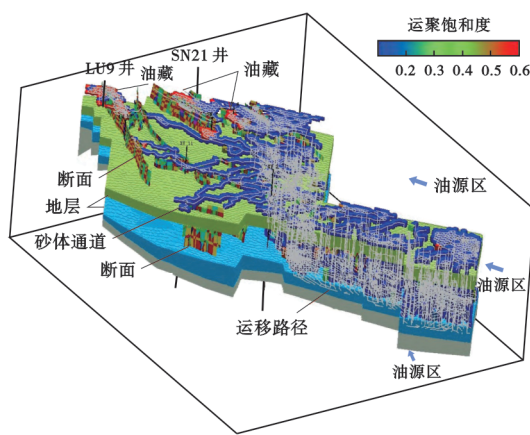 运聚饱和度
0.2 0.3 0.4 0.5 0.6
SN21 井
LU9 井
油藏
油藏
断面
地层
砂体通道
断面
油源区
油源区
运移路径
油源区